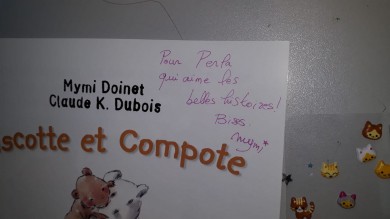 Pour Perla
qui aime les
belles histoires!
Bises
Mymi
Mymi Doinet
Claude K. Dubois
scotte et Compote